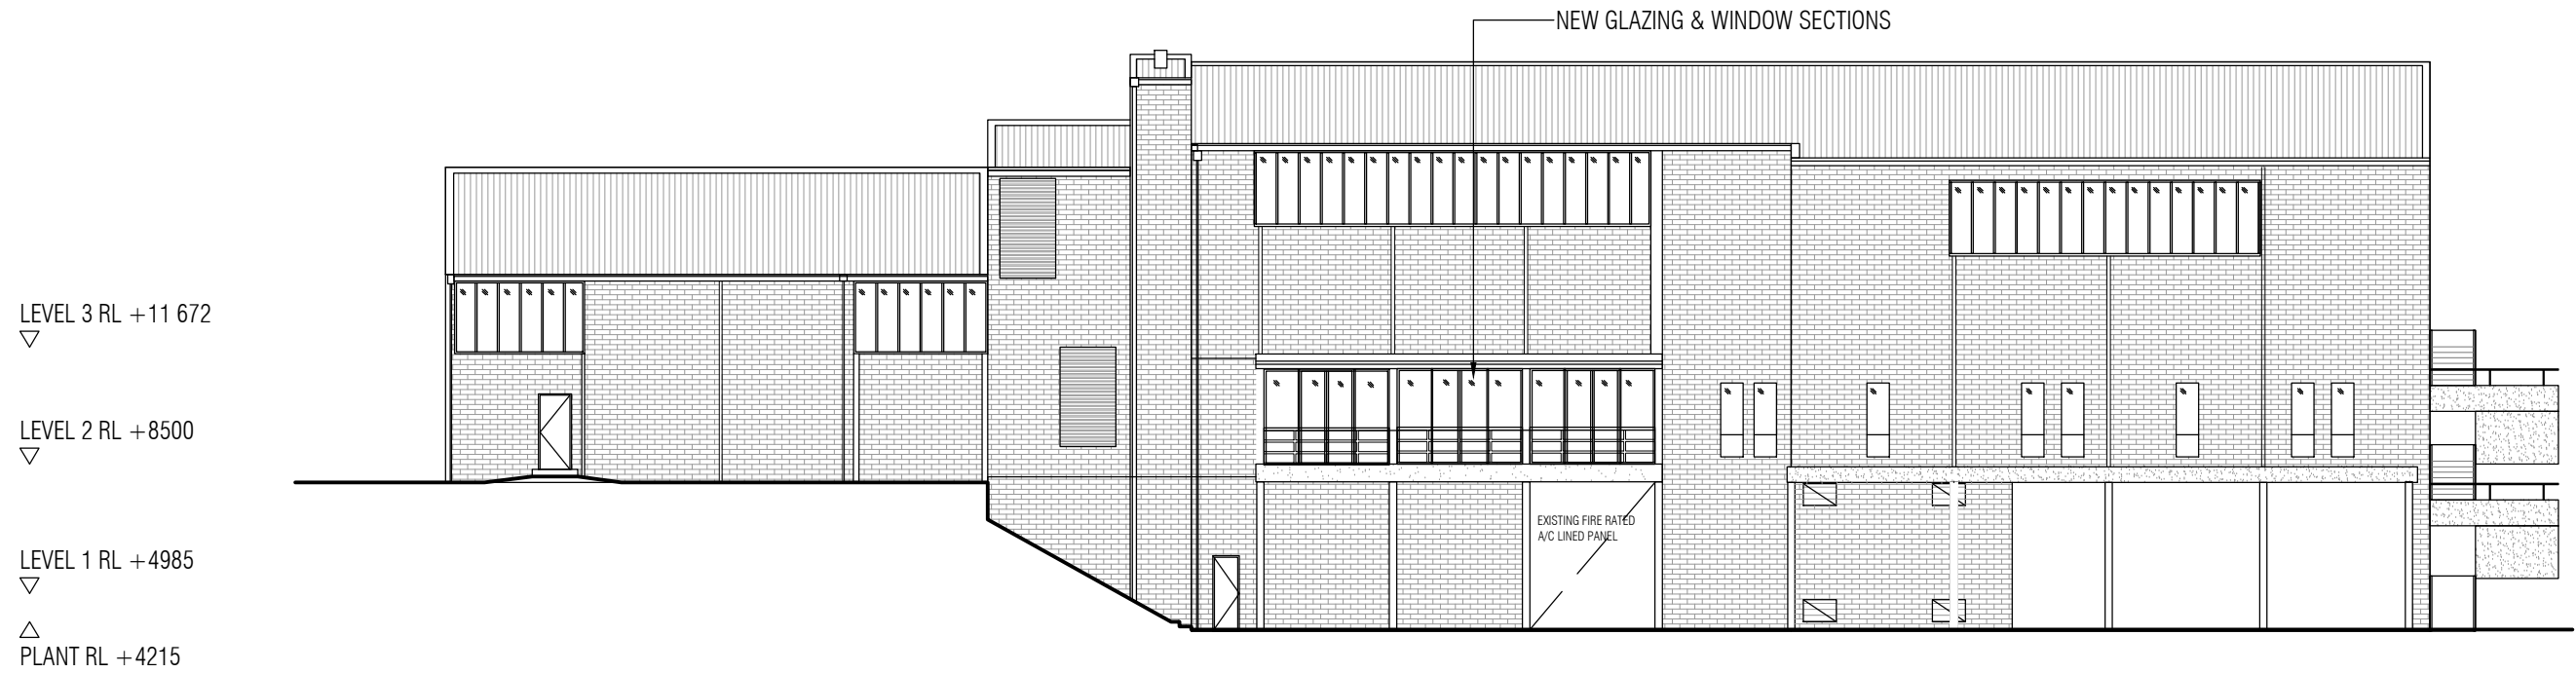 NEW GLAZING & WINDOW SECTIONS
LEVEL 3 RL +11 672
LEVEL 2 RL +8500
EXISTING FIRE RATED
A/C LINED PANEL
LEVEL 1 RL +4985
PLANT RL +4215